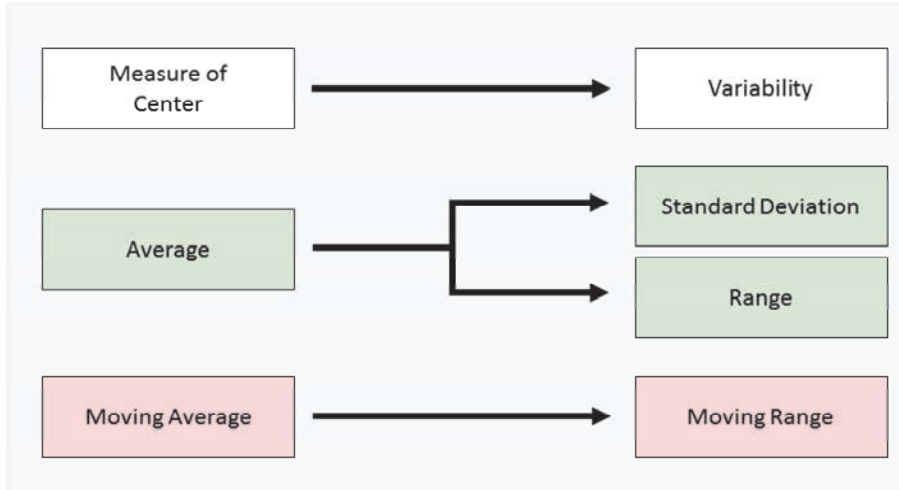 Measure of
Center
Variability
Average
Standard Deviation
Range
Moving Average
Moving Range